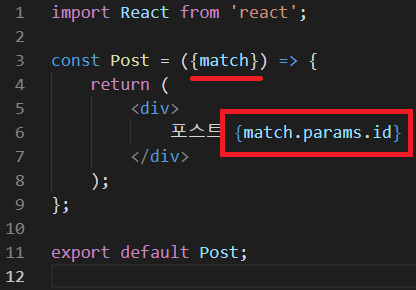 1 import React from 'react';
2
3 const Post = ({match}) => {
4 return (
5 <div>
6 포스트 {match.params.id}
7 </div>
8 );
9 };
10
11 export default Post;
12